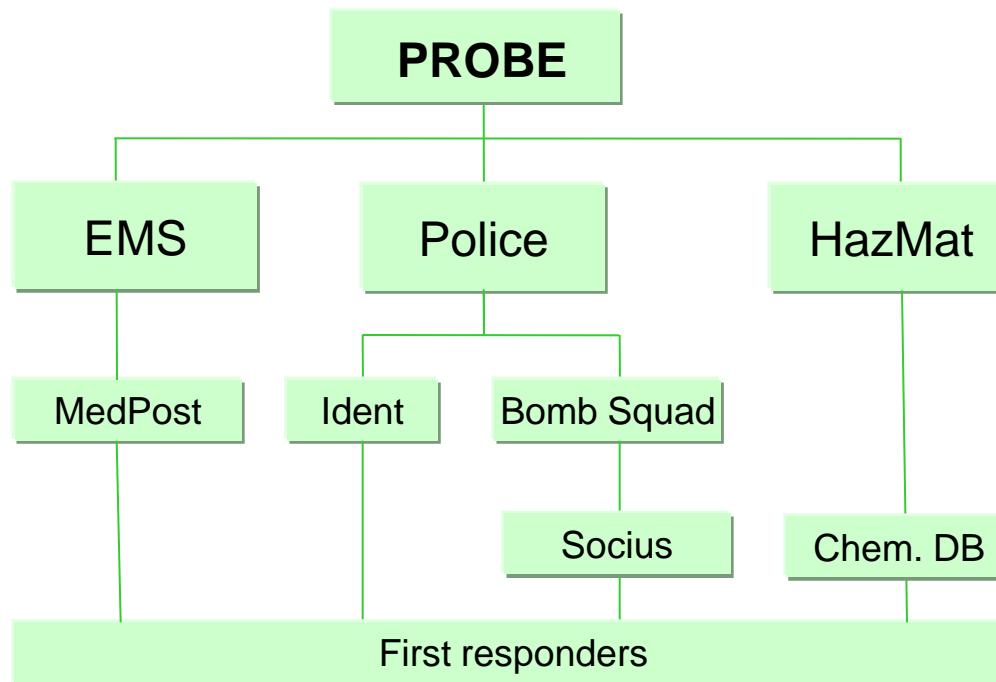 PROBE
EMS
Police
HazMat
MedPost
Ident
Bomb Squad
Socius
Chem. DB
First responders